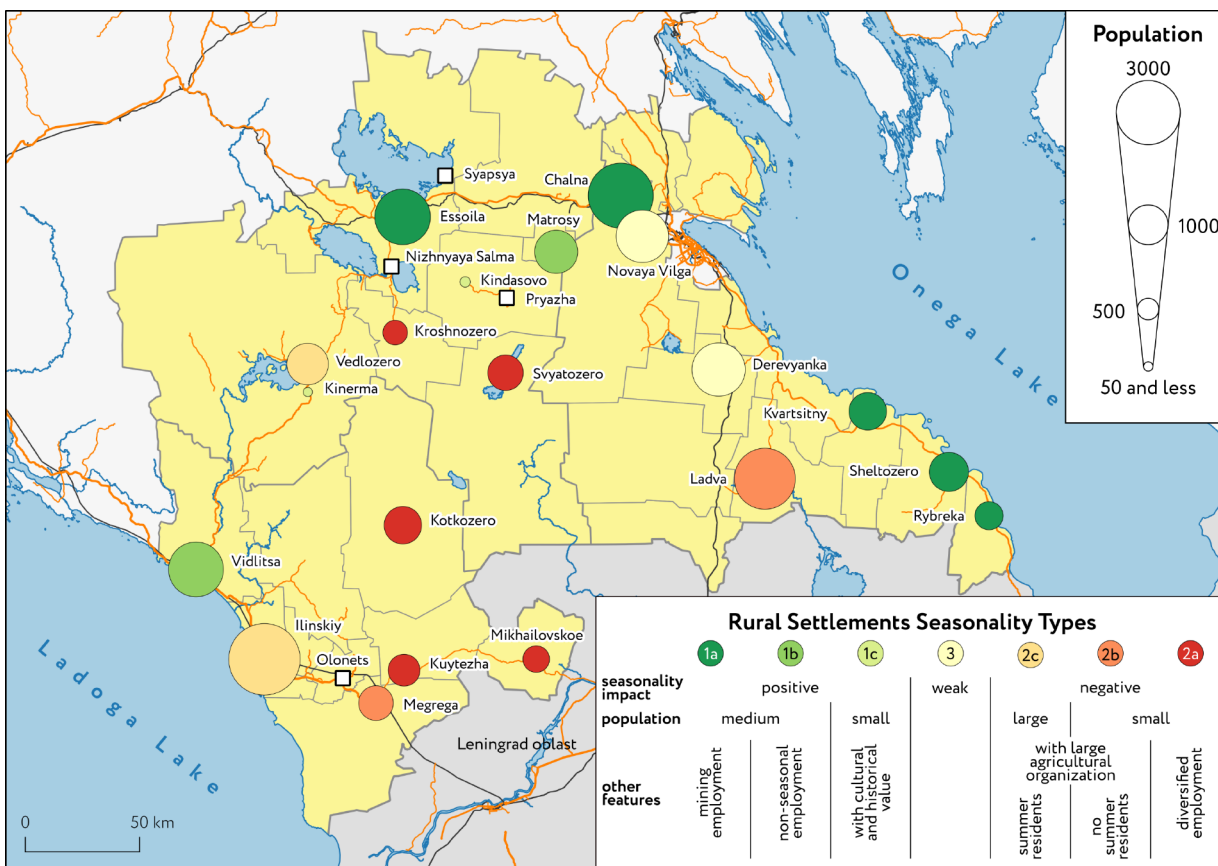 Population
3000
1000
500
50 and less
Syapsya
Chalna
Essoila
Matrosy
Nizhnyaya Salma
Novaya Vilga
Kindasovo
Pryazha
Onega Lake
Kroshnozero
Vedlozero
Svyatozero
Derevyanka
Kinerma
Kvartsitny
Ladva
Sheltozero
Rybreka
Kotkozero
Vidlitsa
Ilinskiy
Mikhailovskoe
Olonets
Kuytezha
Megrega
Ladoga Lake
Leningrad oblast
0
50 km
Rural Settlements Seasonality Types
1a 1b 1c 3 2c 2b 2a
seasonality
impact
positive
weak
negative
population
medium
small
large
small
other
features
mining
employment
non-seasonal
employment
with cultural
and historical
value
with large
agricultural
organization
summer
residents
no
summer
residents
diversified
employment